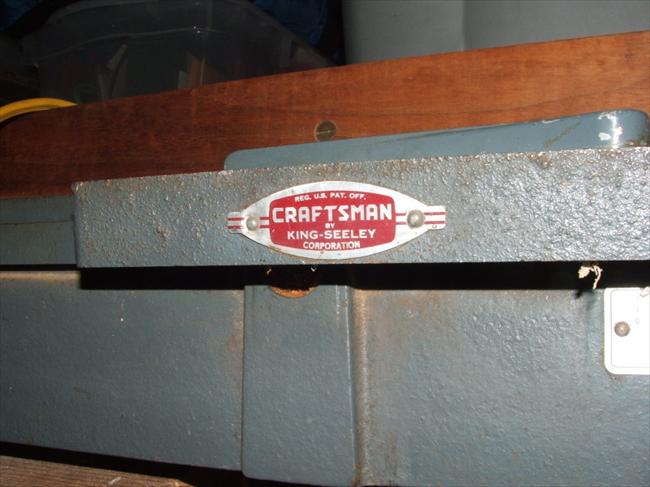 REG. U.S. PAT. OFF.
CRAFTSMAN
BY
KING-SEELEY
CORPORATION